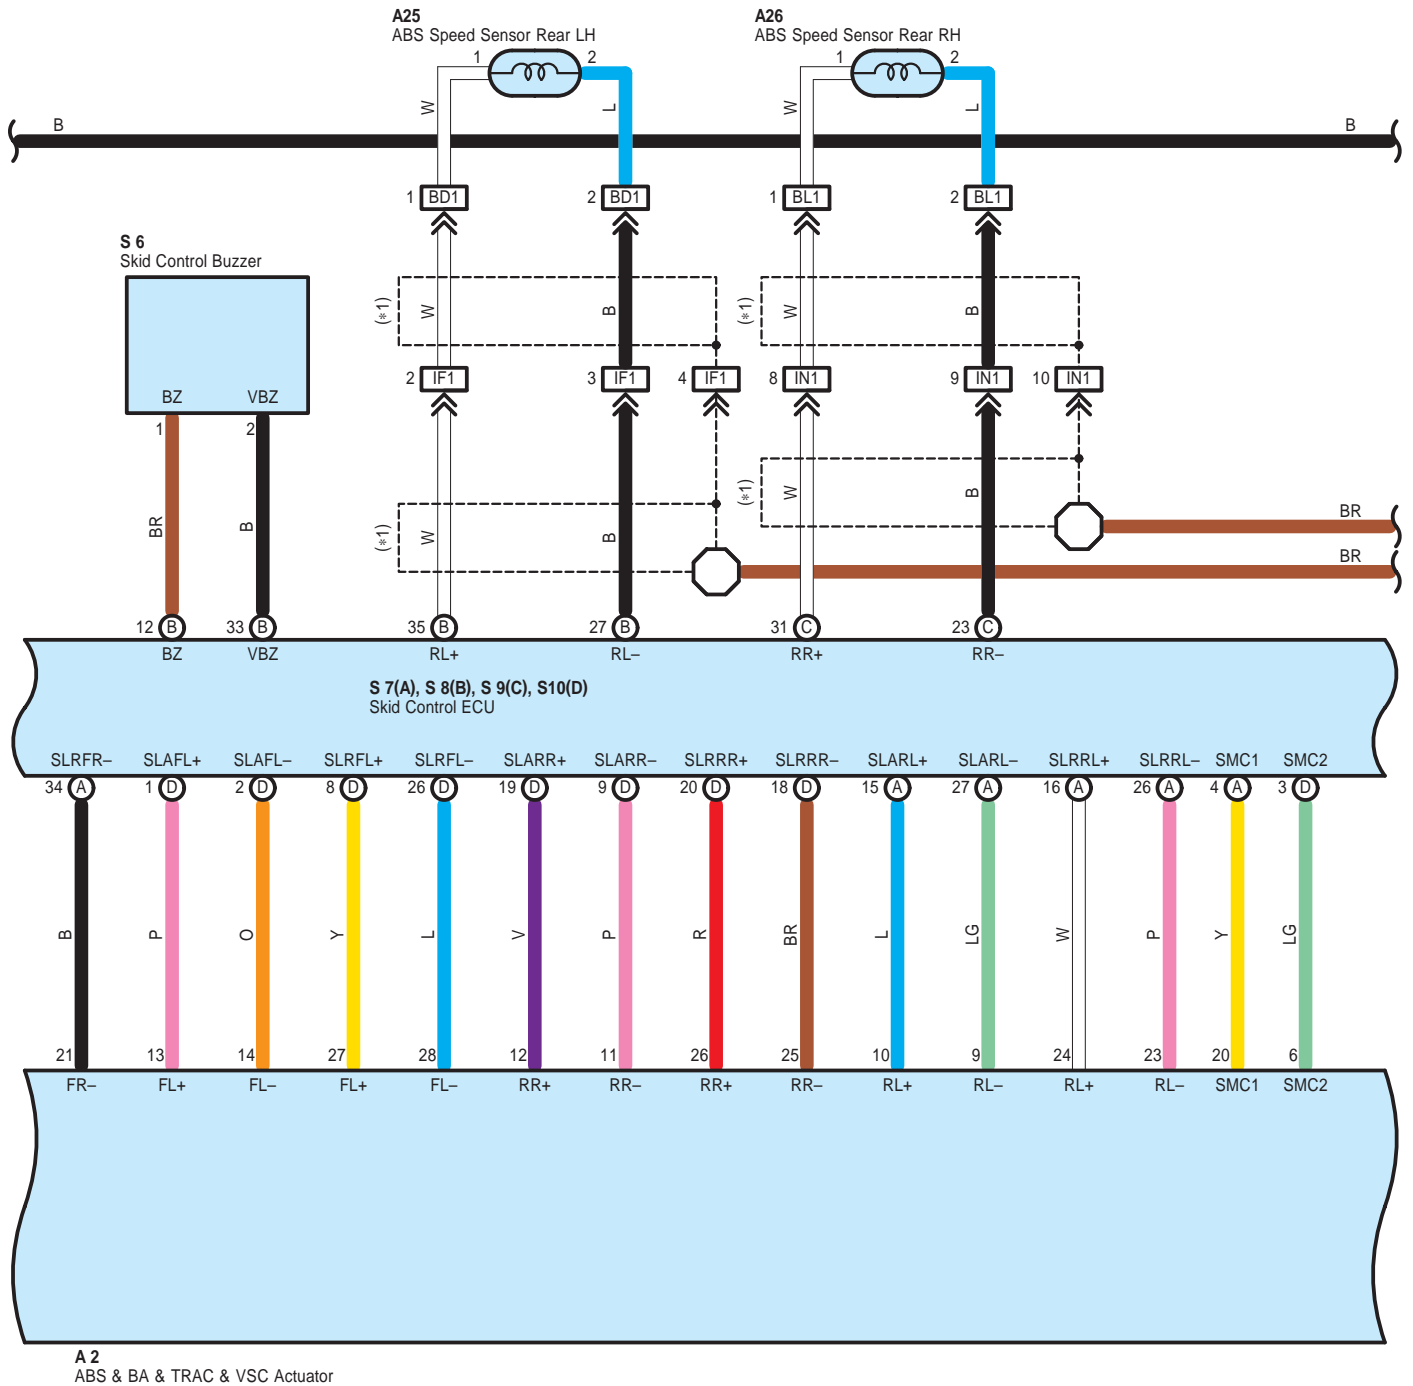 A25
ABS Speed Sensor Rear LH
A26
ABS Speed Sensor Rear RH
1 2 1 2
W L W L
B B
1 BD1 2 BD1 1 BL1 2 BL1
S 6
Skid Control Buzzer
(*1) W B (*1) W B
BZ VBZ
2 IF1 3 IF1 4 IF1 8 IN1 9 IN1 10 IN1
1 2
BR B
(*1) W B (*1) W B
BR
BR
12 B 33 B 35 B 27 B 31 C 23 C
BZ VBZ RL+ RL– RR+ RR–
S 7(A), S 8(B), S 9(C), S10(D)
Skid Control ECU
SLRFR– SLAFL+ SLAFL– SLRFL+ SLRFL– SLARR+ SLARR– SLRRR+ SLRRR– SLARL+ SLARL– SLRRL+ SLRRL– SMC1 SMC2
34 A 1 D 2 D 8 D 26 D 19 D 9 D 20 D 18 D 15 A 27 A 16 A 26 A 4 A 3 D
B P O Y L V P R BR L LG W P Y LG
21 13 14 27 28 12 11 26 25 10 9 24 23 20 6
FR– FL+ FL– FL+ FL– RR+ RR– RR+ RR– RL+ RL– RL+ RL– SMC1 SMC2
A 2
ABS & BA & TRAC & VSC Actuator